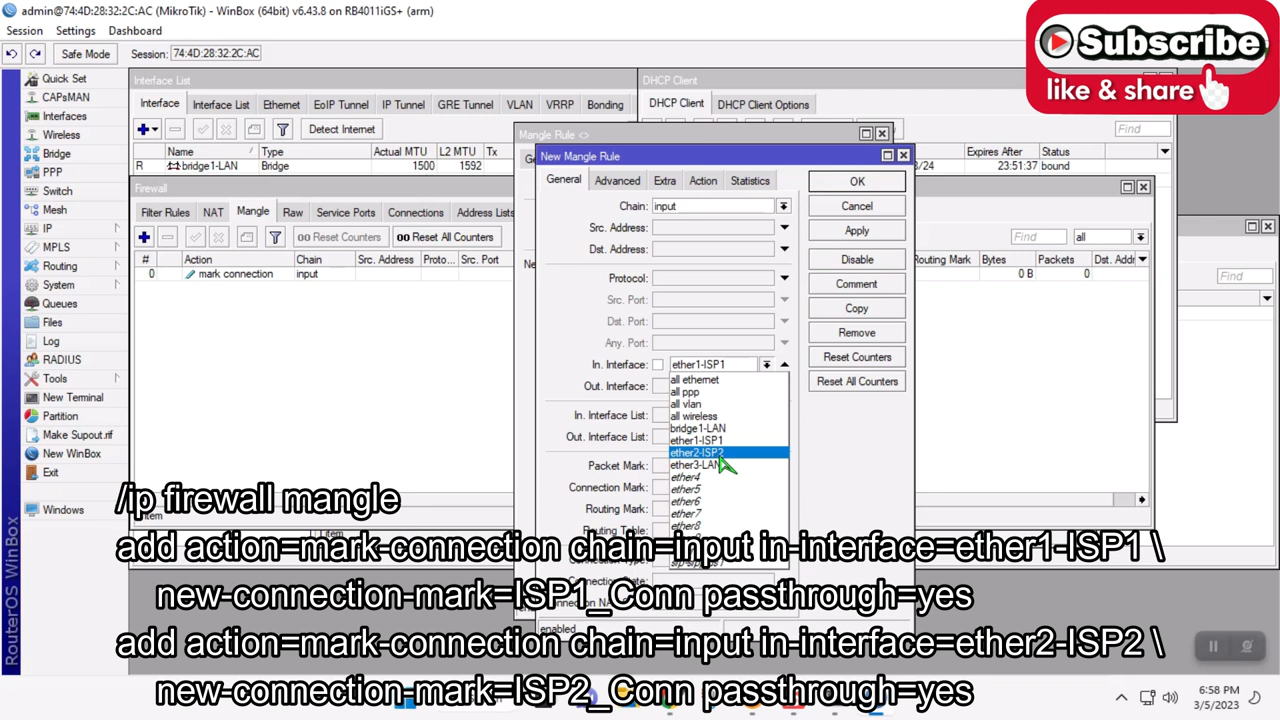 admin@74:4D:28:32:2C:AC (MikroTik) - WinBox (64bit) v6.43.8 on RB4011iGS+ (arm)
Session Settings Dashboard
Safe Mode Session: 74:4D:28:32:2C:AC
Subscribe
like & share
Quick Set
CAPsMAN
Interfaces
Wireless
Bridge
PPP
Switch
Mesh
IP
MPLS
Routing
System
Queues
Files
Log
RADIUS
Tools
New Terminal
Partition
Make Supout.rif
New WinBox
Exit
Windows
RouterOS WinBox
Interface List
Interface Interface List Ethernet EoIP Tunnel IP Tunnel GRE Tunnel VLAN VRRP Bonding
Detect Internet
Name Type Actual MTU L2 MTU
R bridge1-LAN Bridge 1500 1592
DHCP Client
DHCP Client DHCP Client Options
Find
Expires After Status
/24 23:51:37 bound
Firewall
Filter Rules NAT Mangle Raw Service Ports Connections Address Lists
00 Reset Counters 00 Reset All Counters
Find all
# Action Chain Src. Address Proto... Src. Port
0 mark connection input
Routing Mark Bytes Packets Dst. Addr
0 B 0
Find
Mangle Rule <>
New Mangle Rule
General Advanced Extra Action Statistics
Chain: input
Src. Address:
Dst. Address:
Protocol:
Src. Port:
Dst. Port:
Any. Port:
In. Interface: ether1-ISP1
Out. Interface:
In. Interface List:
Out. Interface List:
Packet Mark:
Connection Mark:
Routing Mark:
all ethernet
all ppp
all vlan
all wireless
bridge1-LAN
ether1-ISP1
ether2-ISP2
ether3-LAN
ether4
ether5
ether6
ether7
ether8
OK
Cancel
Apply
Disable
Comment
Copy
Remove
Reset Counters
Reset All Counters
enabled
/ip firewall mangle
add action=mark-connection chain=input in-interface=ether1-ISP1 \
new-connection-mark=ISP1_Conn passthrough=yes
add action=mark-connection chain=input in-interface=ether2-ISP2 \
new-connection-mark=ISP2_Conn passthrough=yes
6:58 PM
3/5/2023